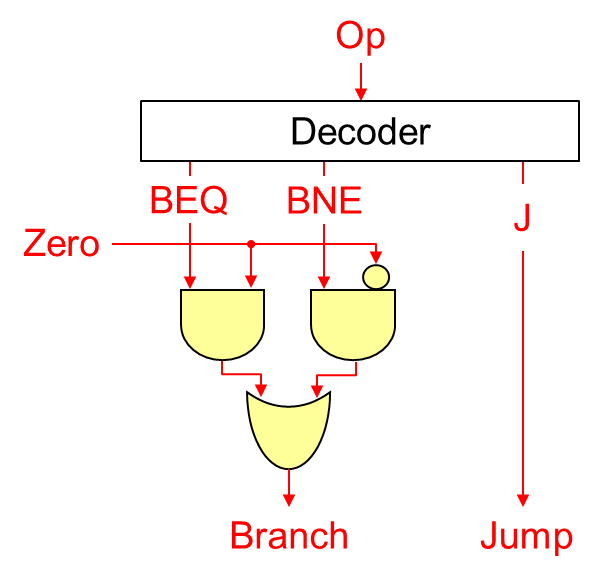 Op
Decoder
BEQ
BNE
J
Zero
Branch
Jump